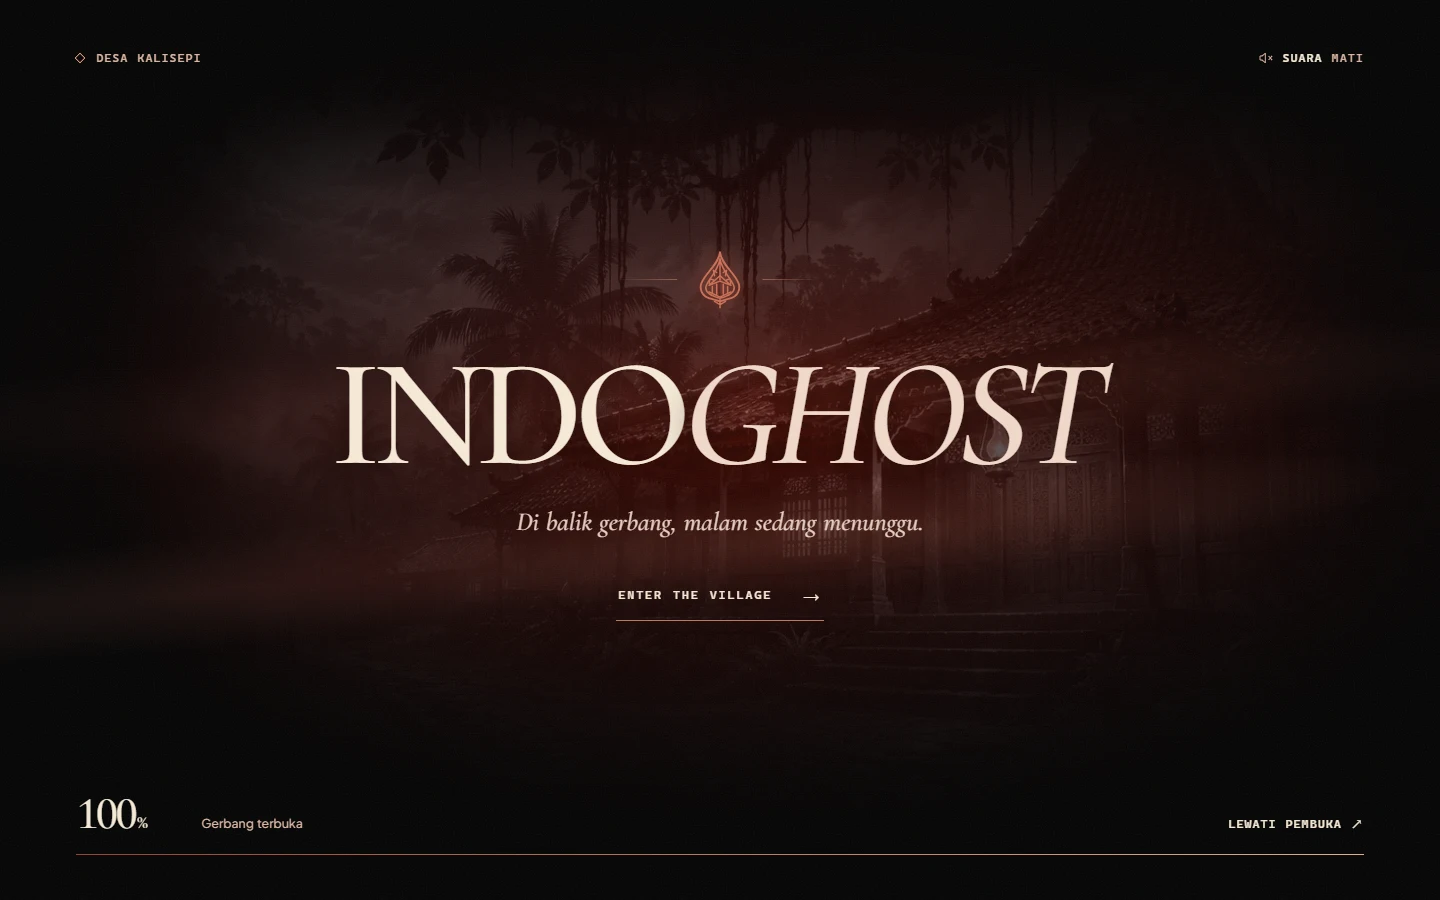 DESA KALISEPI
SUARA MATI
INDOGHOST
Di balik gerbang, malam sedang menunggu.
ENTER THE VILLAGE →
100%
Gerbang terbuka
LEWATI PEMBUKA ↗